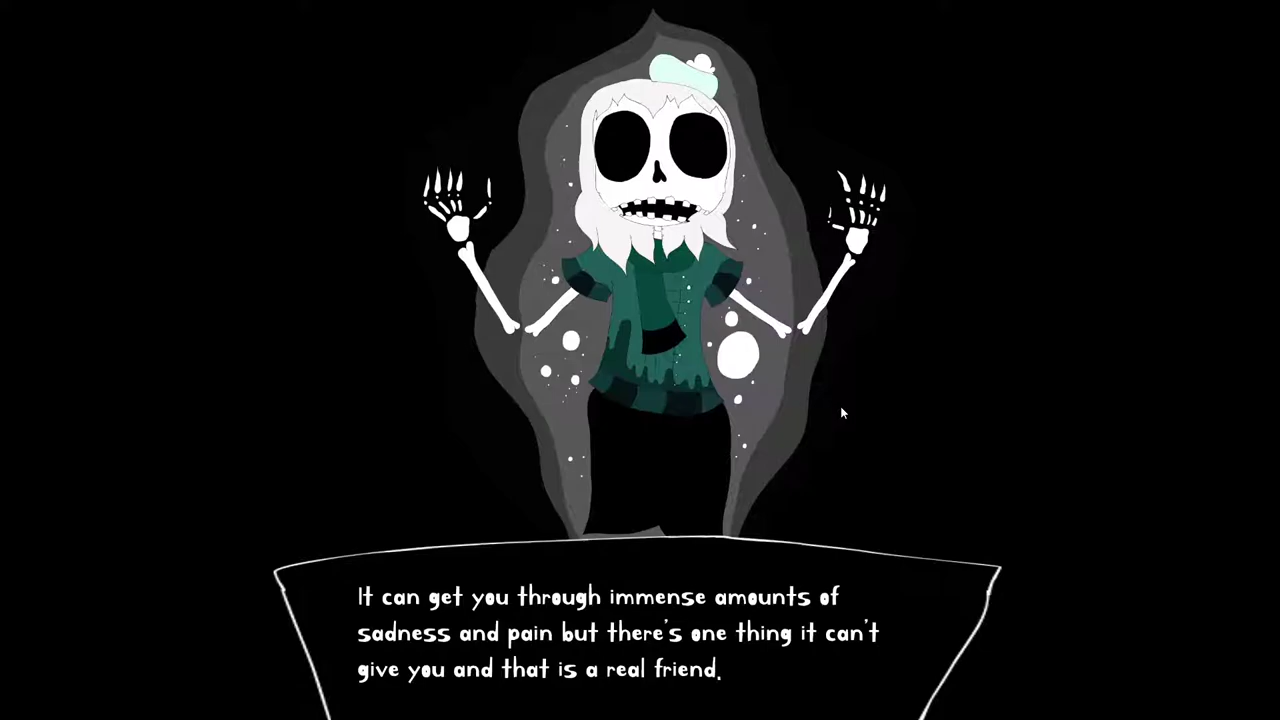 It can get you through immense amounts of
sadness and pain but there's one thing it can't
give you and that is a real friend.